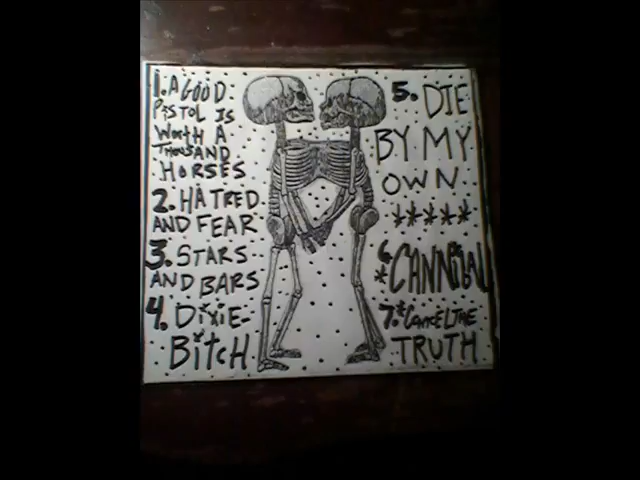 1. A GOOD
PiSTOL IS
WORTH A
THOUSAND
HORSES
2. HATRED
AND FEAR
3. STARS
AND BARS
4. DiXIE-
BitCH
5. DIE
BY MY
OWN
*****
6.
*CANNiBAL
7.*CANCEL THE
TRUTH